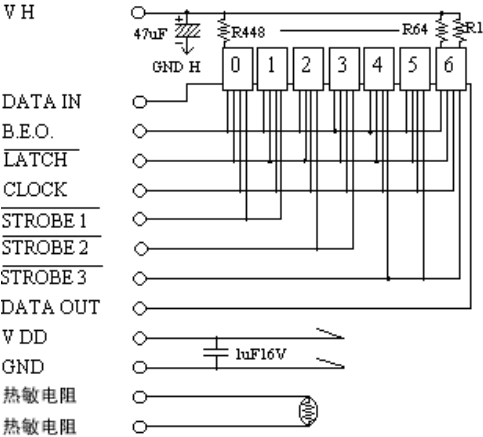 V H
47uF
R448
R64
R1
GND H
0 1 2 3 4 5 6
DATA IN
B.E.O.
LATCH
CLOCK
STROBE 1
STROBE 2
STROBE 3
DATA OUT
V DD
GND
1uF16V
热敏电阻
热敏电阻